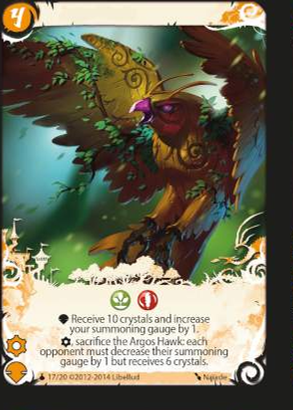 4
Receive 10 crystals and increase
your summoning gauge by 1.
, sacrifice the Argos Hawk: each
opponent must decrease their summoning
gauge by 1 but receives 6 crystals.
17/20 ©2012-2014 Libellud Naïade